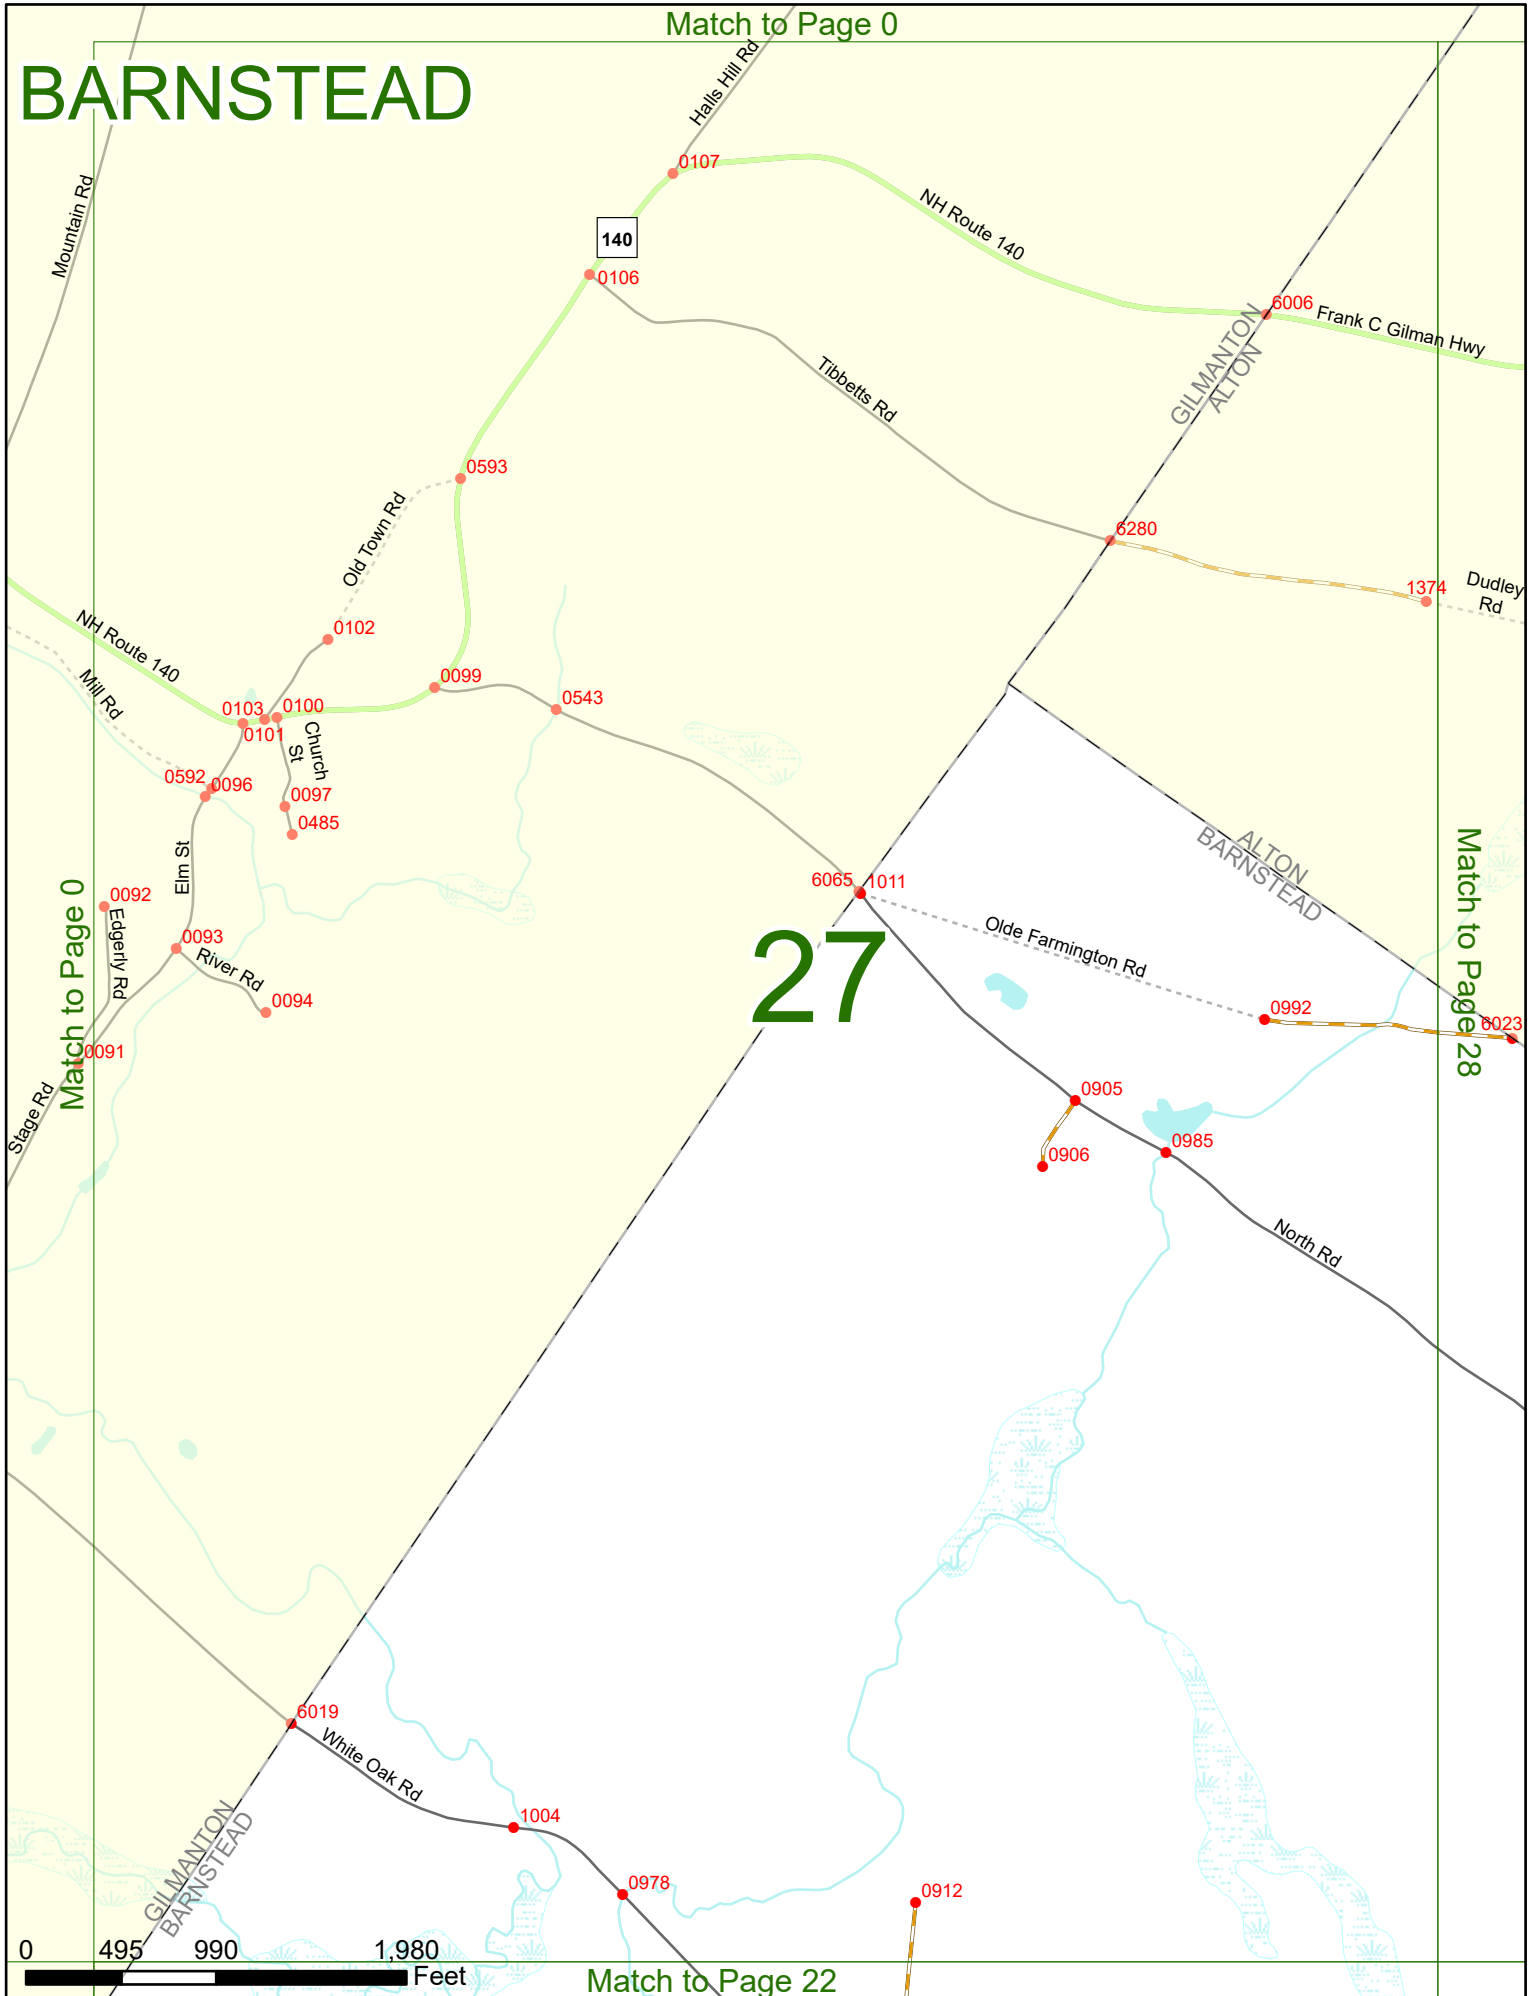 Match to Page 0
BARNSTEAD
Halls Hill Rd
0107
Mountain Rd
NH Route 140
140
0106
6006
Frank C Gilman Hwy
GILMANTON
ALTON
Tibbetts Rd
0593
Old Town Rd
6280
1374
Dudley
Rd
0102
NH Route 140
0099
Mill Rd
0543
0103
0100
0101
Church
St
0592
0096
0097
0485
Elm St
ALTON
BARNSTEAD
Match to Page 28
6065
1011
Match to Page 0
0092
Edgerly Rd
0093
River Rd
27
Olde Farmington Rd
0094
0992
6023
0091
Stage Rd
0905
0906
0985
North Rd
6019
White Oak Rd
1004
GILMANTON
BARNSTEAD
0978
0912
0
495
990
1,980
Feet
Match to Page 22